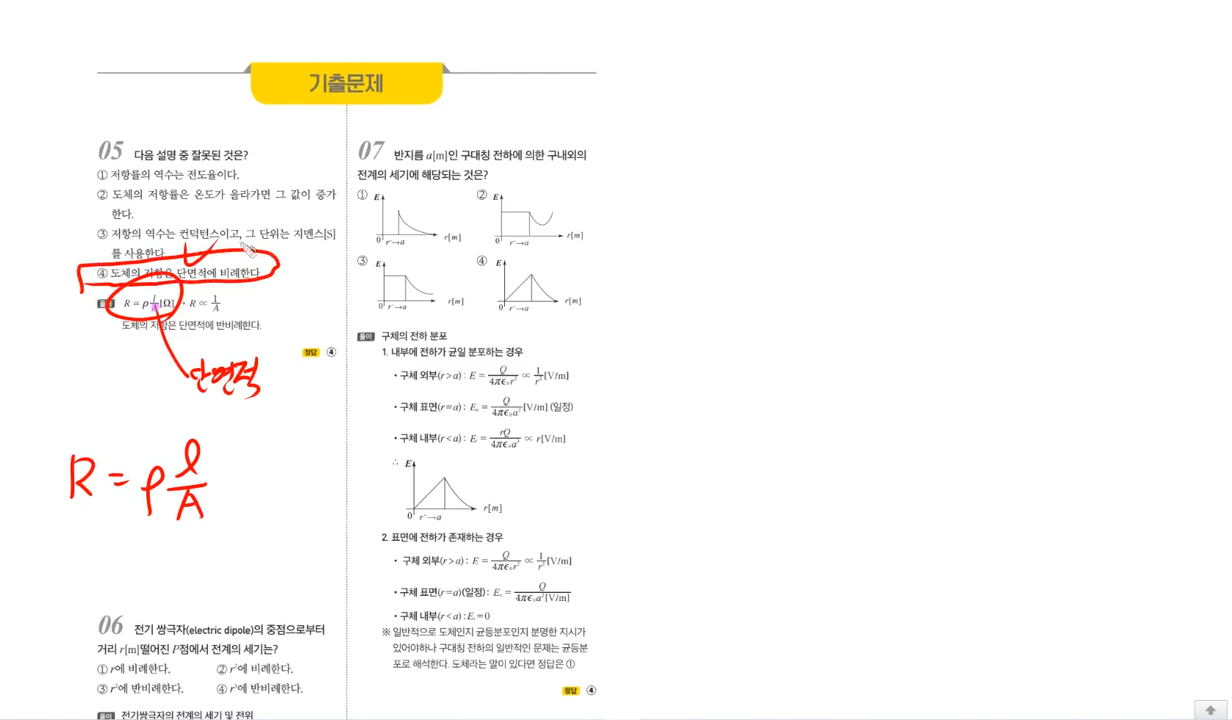 기출문제
05 다음 설명 중 잘못된 것은?
① 저항률의 역수는 전도율이다.
② 도체의 저항률은 온도가 올라가면 그 값이 증가
한다.
③ 저항의 역수는 컨덕턴스이고, 그 단위는 지멘스[S]
를 사용한다.
④ 도체의 저항은 단면적에 비례한다.
풀이 R = ρ l/A [Ω] → R ∝ 1/A
도체의 저항은 단면적에 반비례한다.
정답 ④
단면적
R = ρ l/A
06 전기 쌍극자(electric dipole)의 중점으로부터
거리 r[m]떨어진 P점에서 전계의 세기는?
① r에 비례한다. ② r²에 비례한다.
③ r²에 반비례한다. ④ r³에 반비례한다.
풀이 전기쌍극자의 전계의 세기 및 전위
07 반지름 a[m]인 구대칭 전하에 의한 구내외의
전계의 세기에 해당되는 것은?
① E 0 r'→a r[m]
② E 0 r'→a r[m]
③ E 0 r'→a r[m]
④ E 0 r'→a r[m]
풀이 구체의 전하 분포
1. 내부에 전하가 균일 분포하는 경우
• 구체 외부(r>a) : E = Q/4πε₀r² ∝ 1/r² [V/m]
• 구체 표면(r=a) : Eₐ = Q/4πε₀a² [V/m] (일정)
• 구체 내부(r<a) : Eᵢ = rQ/4πε₀a³ ∝ r[V/m]
∴ E 0 r'→a r[m]
2. 표면에 전하가 존재하는 경우
• 구체 외부(r>a) : E = Q/4πε₀r² ∝ 1/r² [V/m]
• 구체 표면(r=a)(일정) : Eₐ = Q/4πε₀a²[V/m]
• 구체 내부(r<a) : Eᵢ=0
※ 일반적으로 도체인지 균등분포인지 분명한 지시가
있어야하나 구대칭 전하의 일반적인 문제는 균등분
포로 해석한다. 도체라는 말이 있다면 정답은 ①
정답 ④